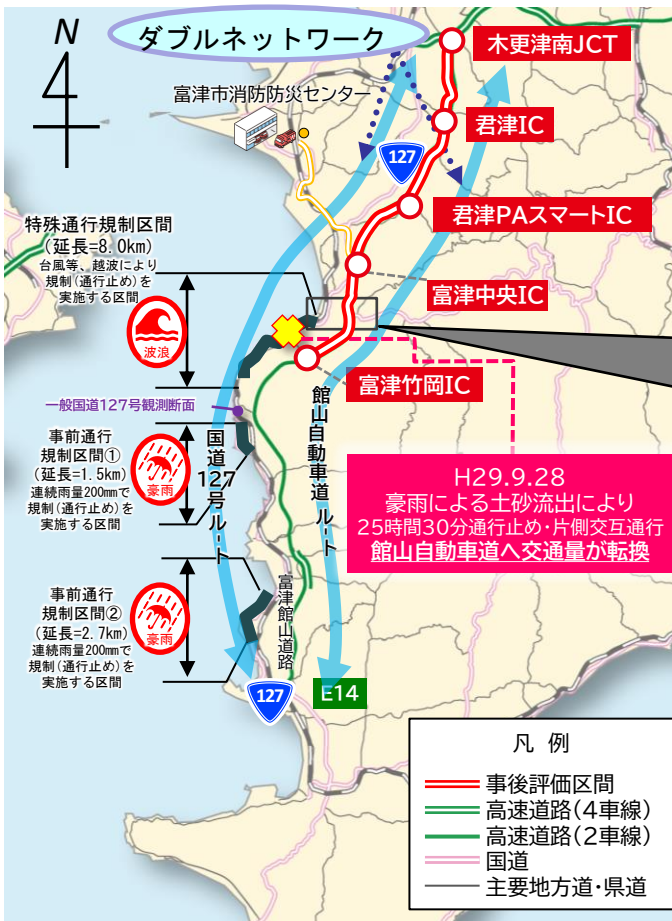 N
ダブルネットワーク
木更津南JCT
富津市消防防災センター
君津IC
127
君津PAスマートIC
特殊通行規制区間
(延長=8.0km)
台風等、越波により
規制(通行止め)を
実施する区間
富津中央IC
波浪
富津竹岡IC
一般国道127号観測断面
事前通行
規制区間①
(延長=1.5km)
連続雨量200mmで
規制(通行止め)を
実施する区間
豪雨
国道127号ルート
館山自動車道ルート
H29.9.28
豪雨による土砂流出により
25時間30分通行止め・片側交互通行
館山自動車道へ交通量が転換
事前通行
規制区間②
(延長=2.7km)
連続雨量200mmで
規制(通行止め)を
実施する区間
豪雨
富津館山道路
127
E14
凡 例
事後評価区間
高速道路(4車線)
高速道路(2車線)
国道
主要地方道・県道